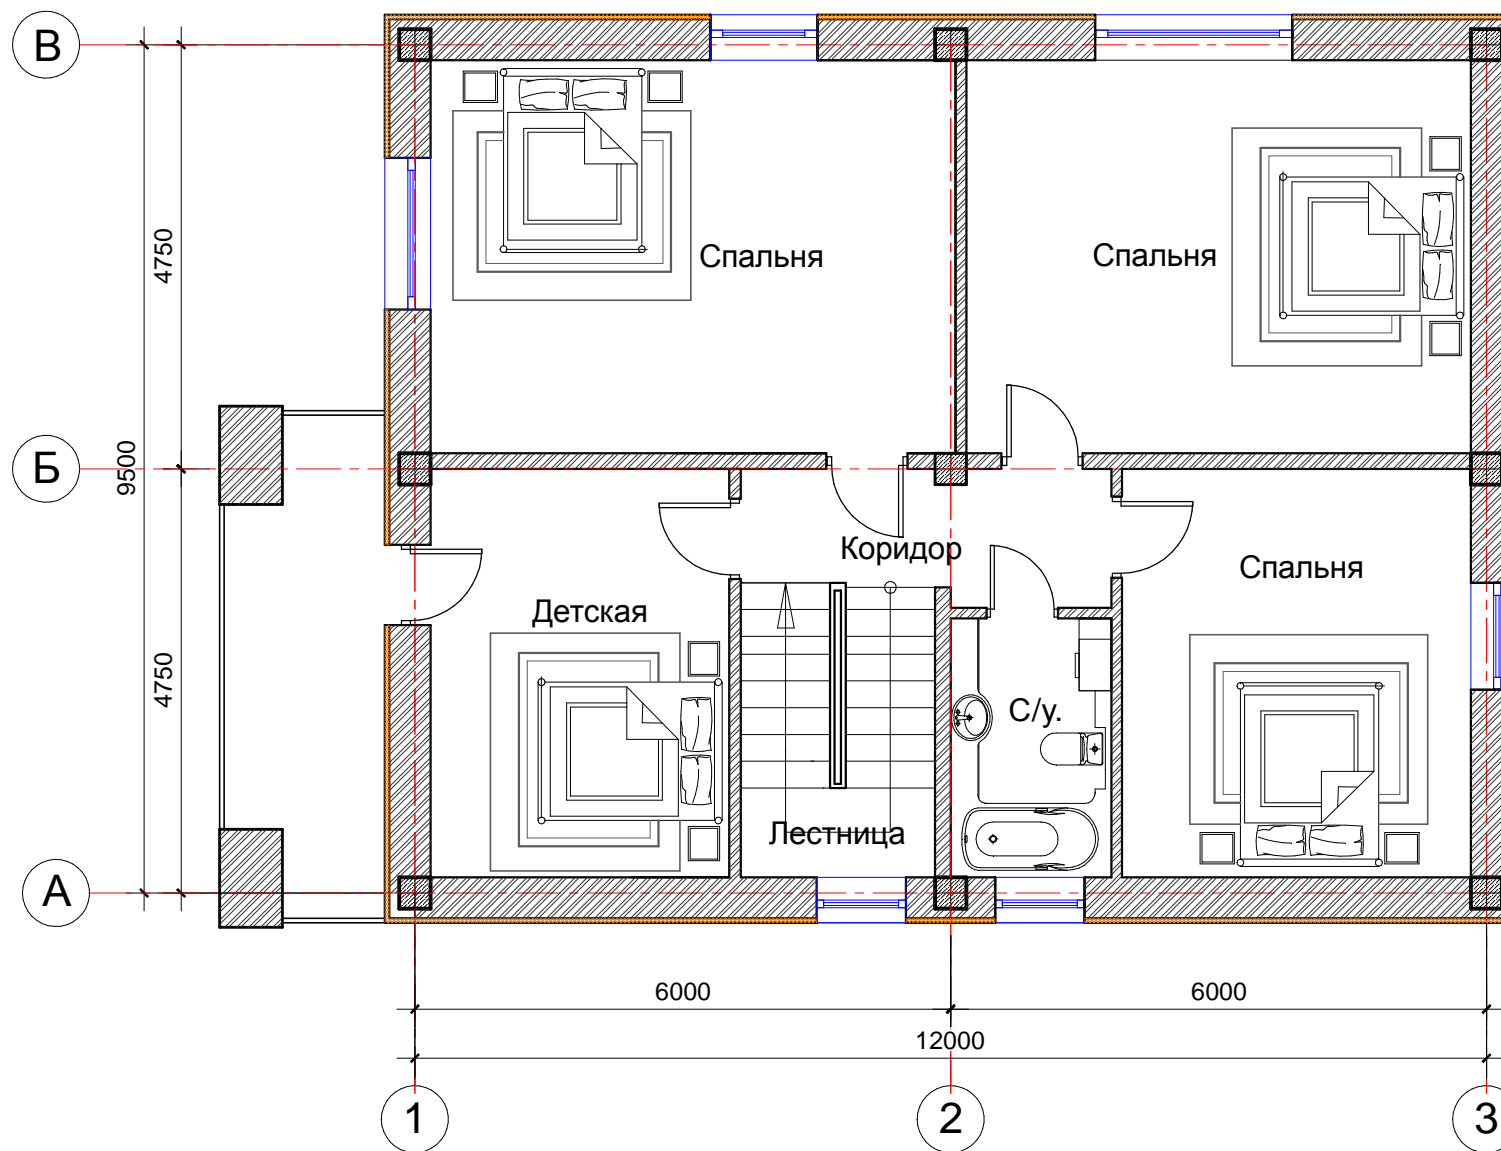 В
4750
Спальня
Спальня
9500
Б
Коридор
Спальня
Детская
4750
С/у.
Лестница
А
6000
6000
12000
1
2
3